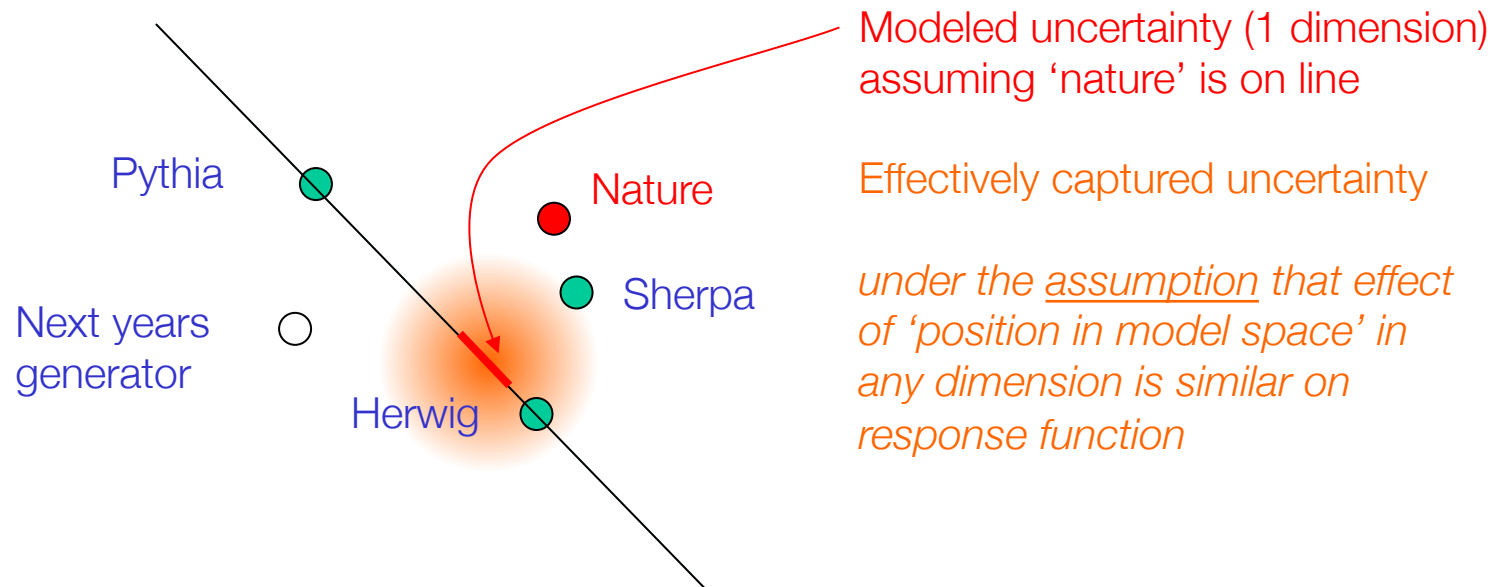 Modeled uncertainty (1 dimension)
assuming ‘nature’ is on line
Pythia
Nature
Effectively captured uncertainty
Sherpa
under the assumption that effect
of ‘position in model space’ in
any dimension is similar on
response function
Next years
generator
Herwig